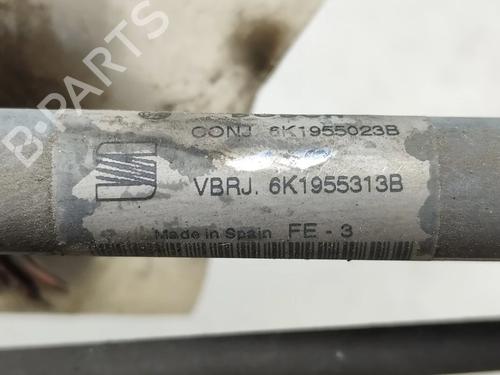 CONJ. 6K1955023B
VBRJ. 6K1955313B
Made in Spain FE - 3
B-PARTS